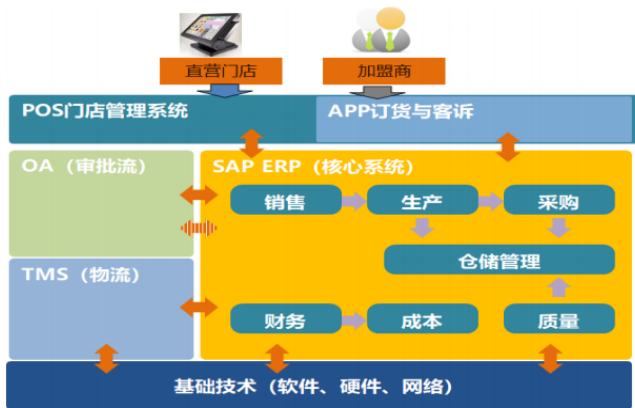 直营门店
加盟商
POS门店管理系统
APP订货与客诉
OA（审批流）
SAP ERP（核心系统）
销售
生产
采购
仓储管理
TMS（物流）
财务
成本
质量
基础技术（软件、硬件、网络）